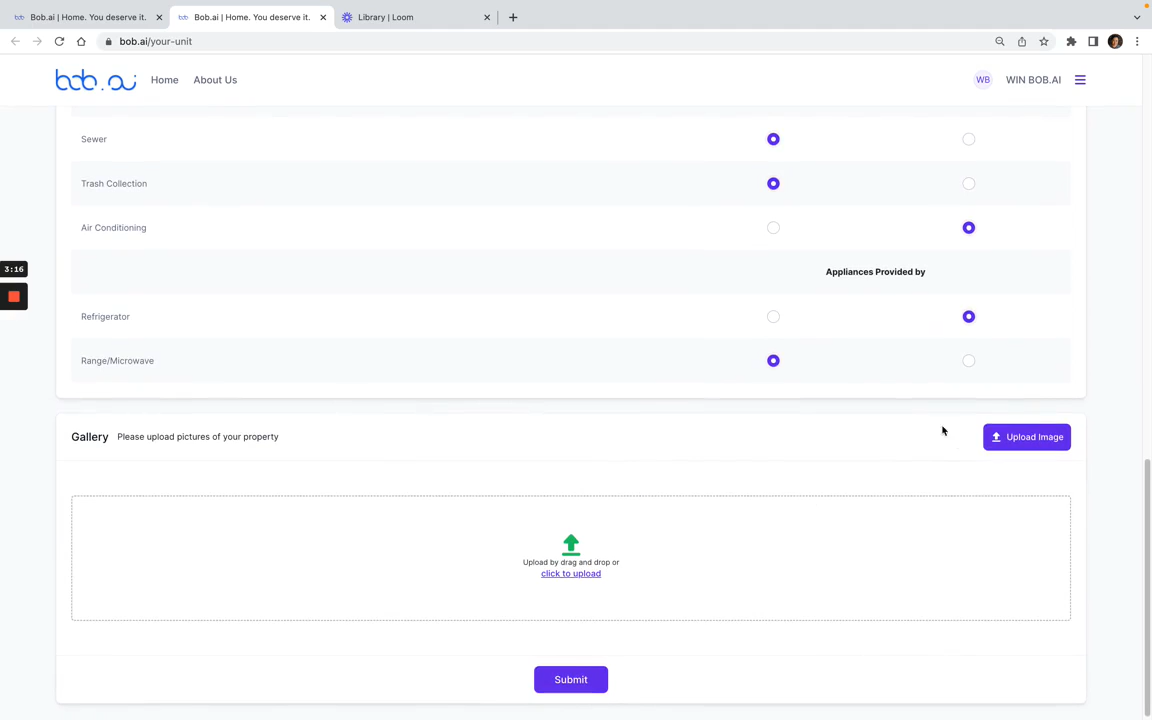 Bob.ai | Home. You deserve it.
Bob.ai | Home. You deserve it.
Library | Loom
bob.ai/your-unit
bob.ai
Home
About Us
WB
WIN BOB.AI
Sewer
Trash Collection
Air Conditioning
3:16
Appliances Provided by
Refrigerator
Range/Microwave
Gallery
Please upload pictures of your property
Upload Image
Upload by drag and drop or
click to upload
Submit